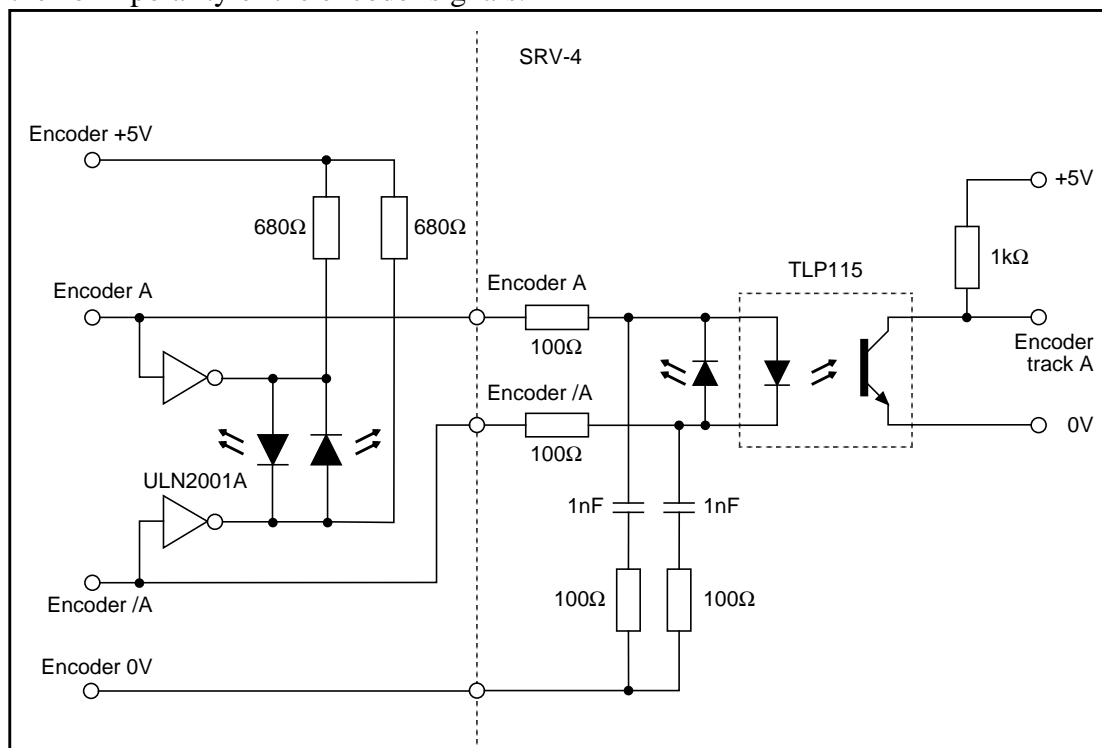 SRV-4
Encoder +5V
+5V
680Ω
680Ω
1kΩ
TLP115
Encoder A
Encoder A
100Ω
Encoder
track A
Encoder /A
100Ω
0V
ULN2001A
1nF
1nF
Encoder /A
100Ω
100Ω
Encoder 0V